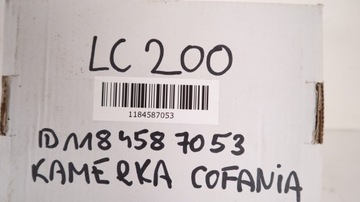 LC 200
1184587053
ID 1184587053
KAMERKA COFANIA